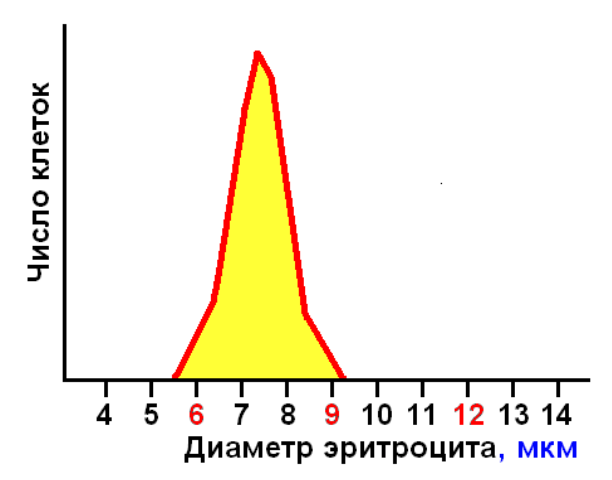 Число клеток
4 5 6 7 8 9 10 11 12 13 14
Диаметр эритроцита, мкм